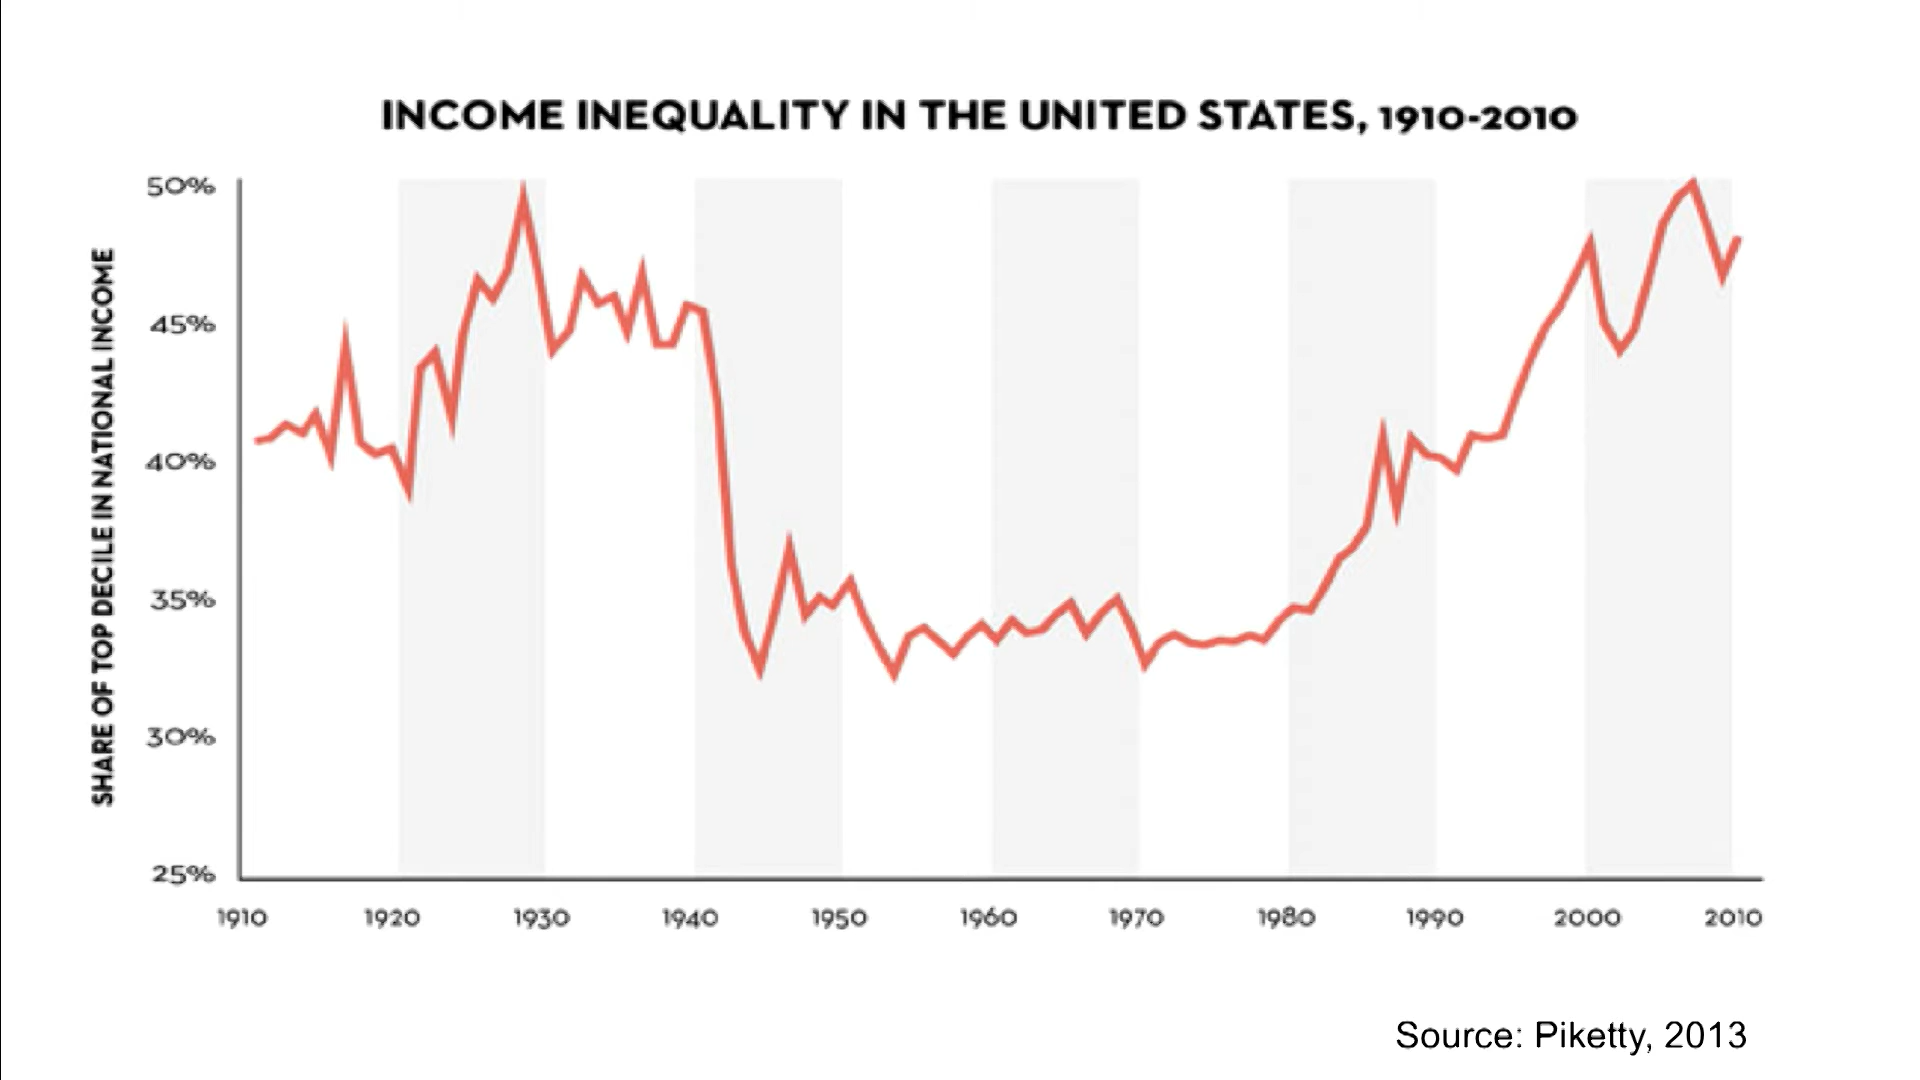 INCOME INEQUALITY IN THE UNITED STATES, 1910-2010
SHARE OF TOP DECILE IN NATIONAL INCOME
50%
45%
40%
35%
30%
25%
1910 1920 1930 1940 1950 1960 1970 1980 1990 2000 2010
Source: Piketty, 2013